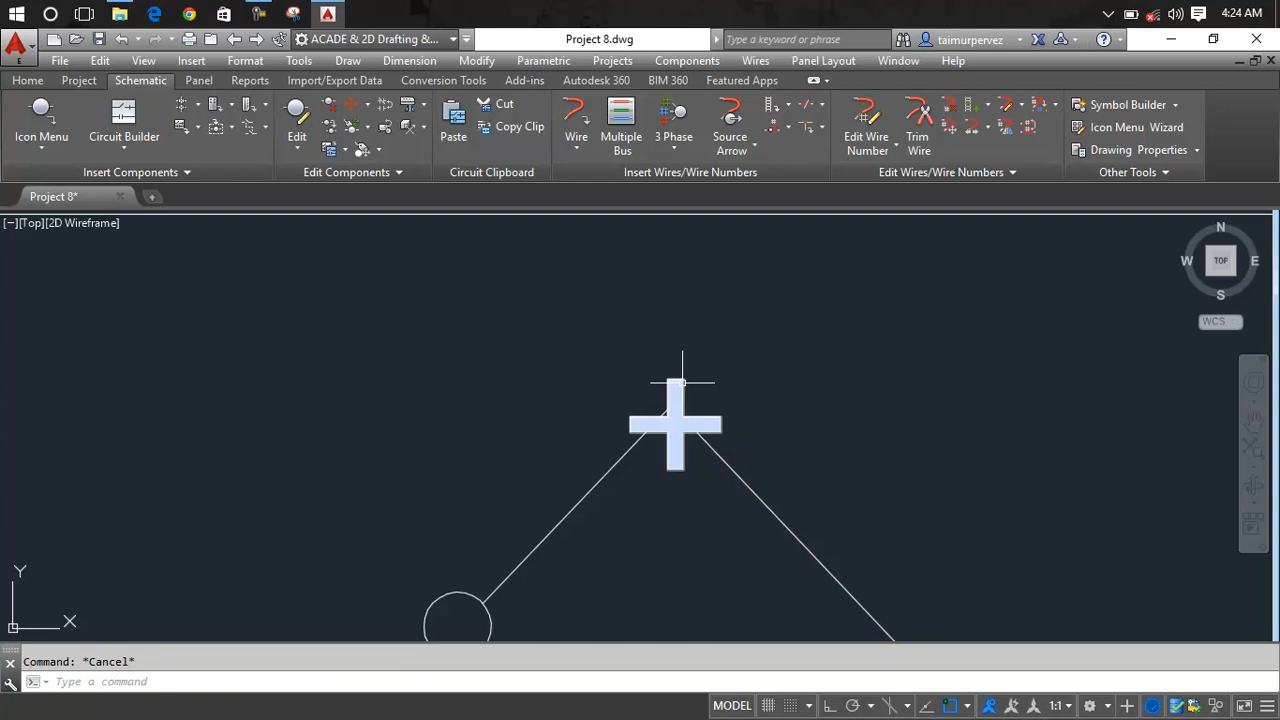 4:24 AM
ACADE & 2D Drafting &...
Project 8.dwg
Type a keyword or phrase
taimurpervez
E
File Edit View Insert Format Tools Draw Dimension Modify Parametric Projects Components Wires Panel Layout Window Help
Home Project Schematic Panel Reports Import/Export Data Conversion Tools Add-ins Autodesk 360 BIM 360 Featured Apps
Icon Menu
Circuit Builder
Edit
Paste
Cut
Copy Clip
Wire
Multiple Bus
3 Phase
Source Arrow
Edit Wire Number
Trim Wire
Symbol Builder
Icon Menu Wizard
Drawing Properties
Insert Components
Edit Components
Circuit Clipboard
Insert Wires/Wire Numbers
Edit Wires/Wire Numbers
Other Tools
Project 8*
[−][Top][2D Wireframe]
N
W TOP E
S
WCS
Y
X
Command: *Cancel*
Type a command
MODEL
1:1